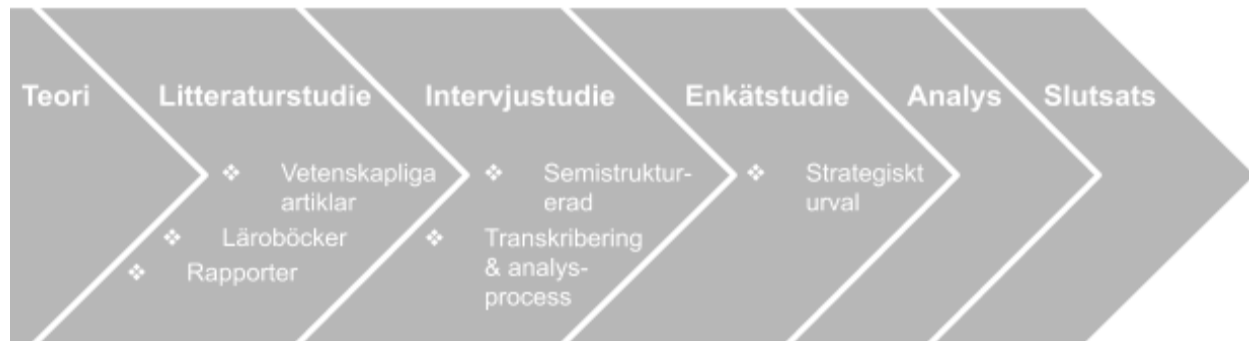 Teori
Litteraturstudie
❖ Vetenskapliga
artiklar
❖ Läroböcker
❖ Rapporter
Intervjustudie
❖ Semistruktur-
erad
❖ Transkribering
& analys-
process
Enkätstudie
❖ Strategiskt
urval
Analys
Slutsats